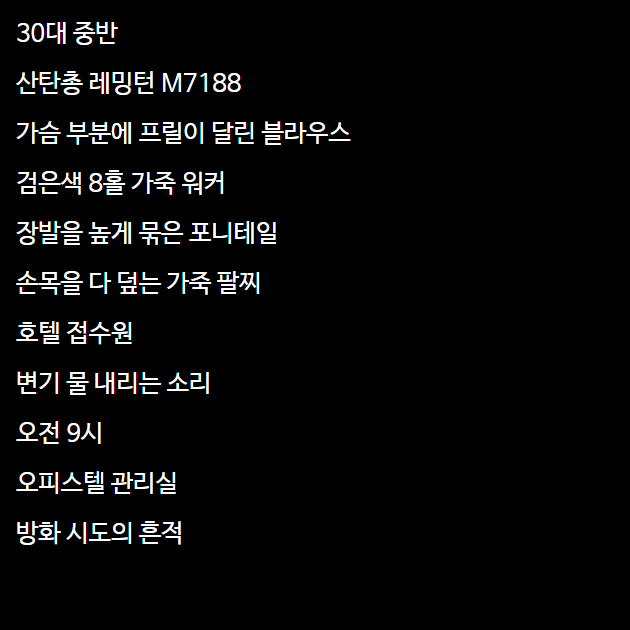 30대 중반
산탄총 레밍턴 M7188
가슴 부분에 프릴이 달린 블라우스
검은색 8홀 가죽 워커
장발을 높게 묶은 포니테일
손목을 다 덮는 가죽 팔찌
호텔 접수원
변기 물 내리는 소리
오전 9시
오피스텔 관리실
방화 시도의 흔적